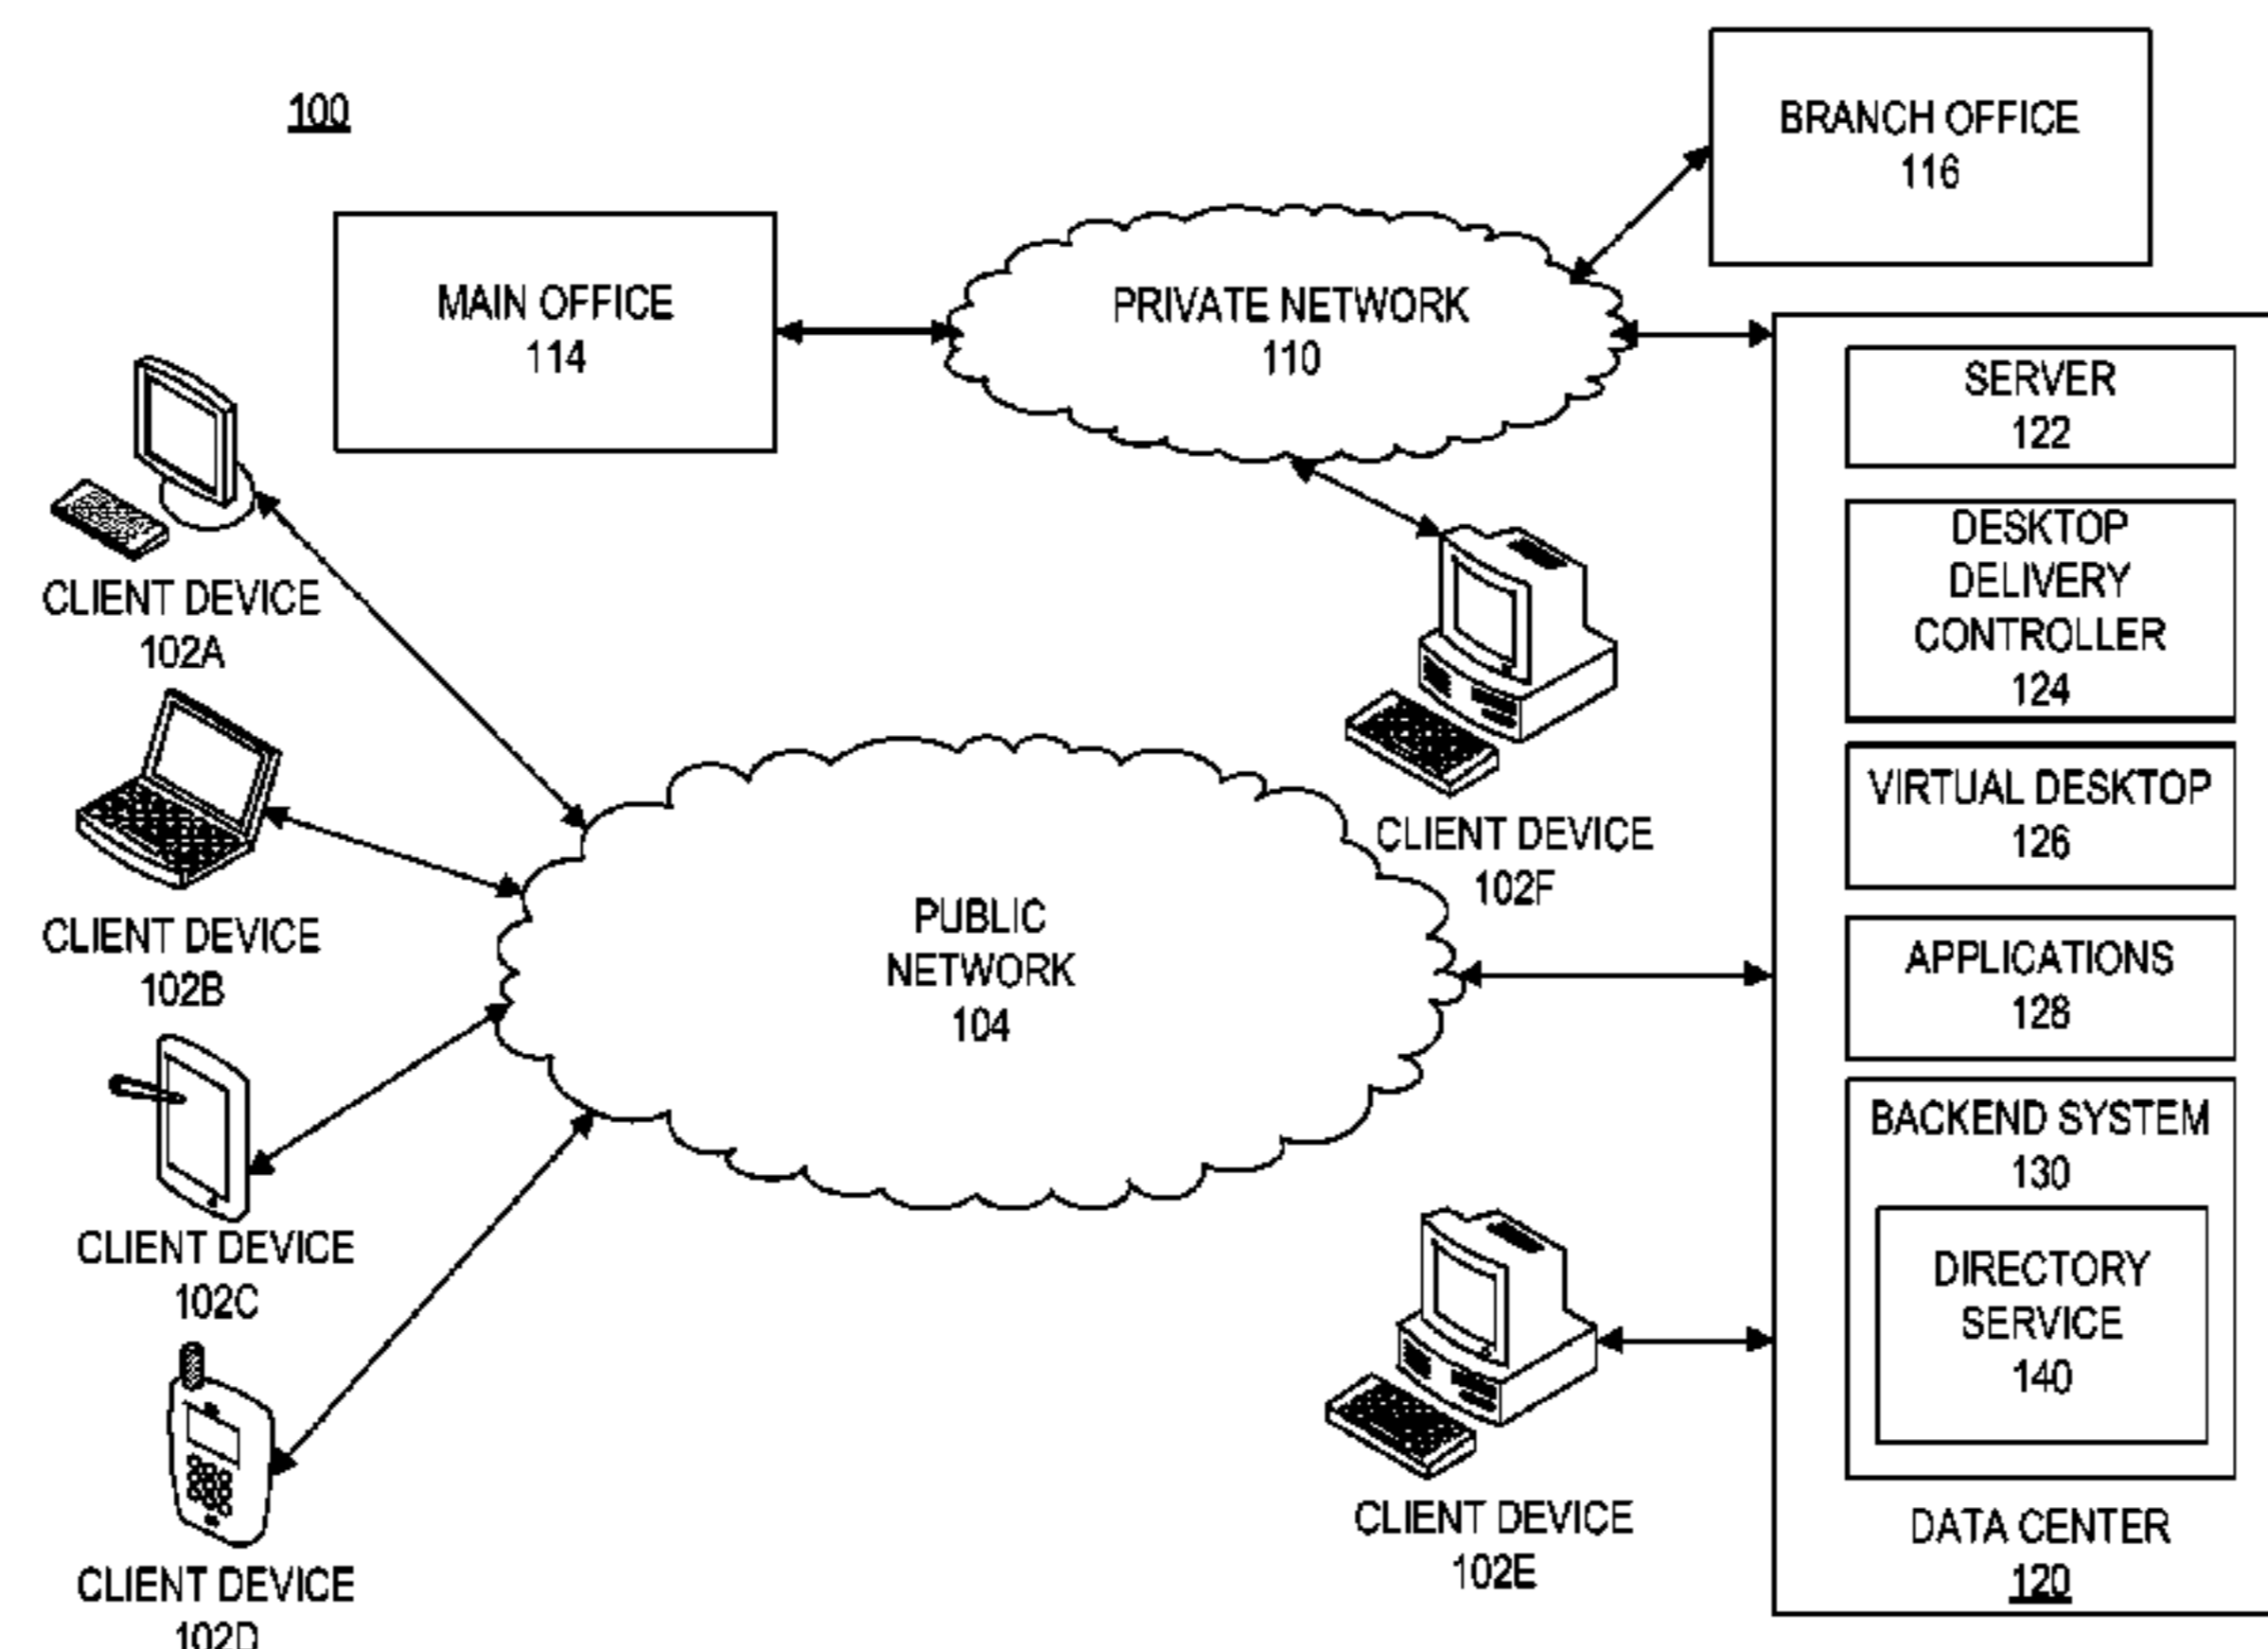 100
BRANCH OFFICE
116
MAIN OFFICE
114
PRIVATE NETWORK
110
SERVER
122
DESKTOP
DELIVERY
CONTROLLER
124
CLIENT DEVICE
102A
VIRTUAL DESKTOP
126
CLIENT DEVICE
102F
CLIENT DEVICE
102B
PUBLIC
NETWORK
104
APPLICATIONS
128
BACKEND SYSTEM
130
CLIENT DEVICE
102C
DIRECTORY
SERVICE
140
CLIENT DEVICE
102E
DATA CENTER
120
CLIENT DEVICE
102D